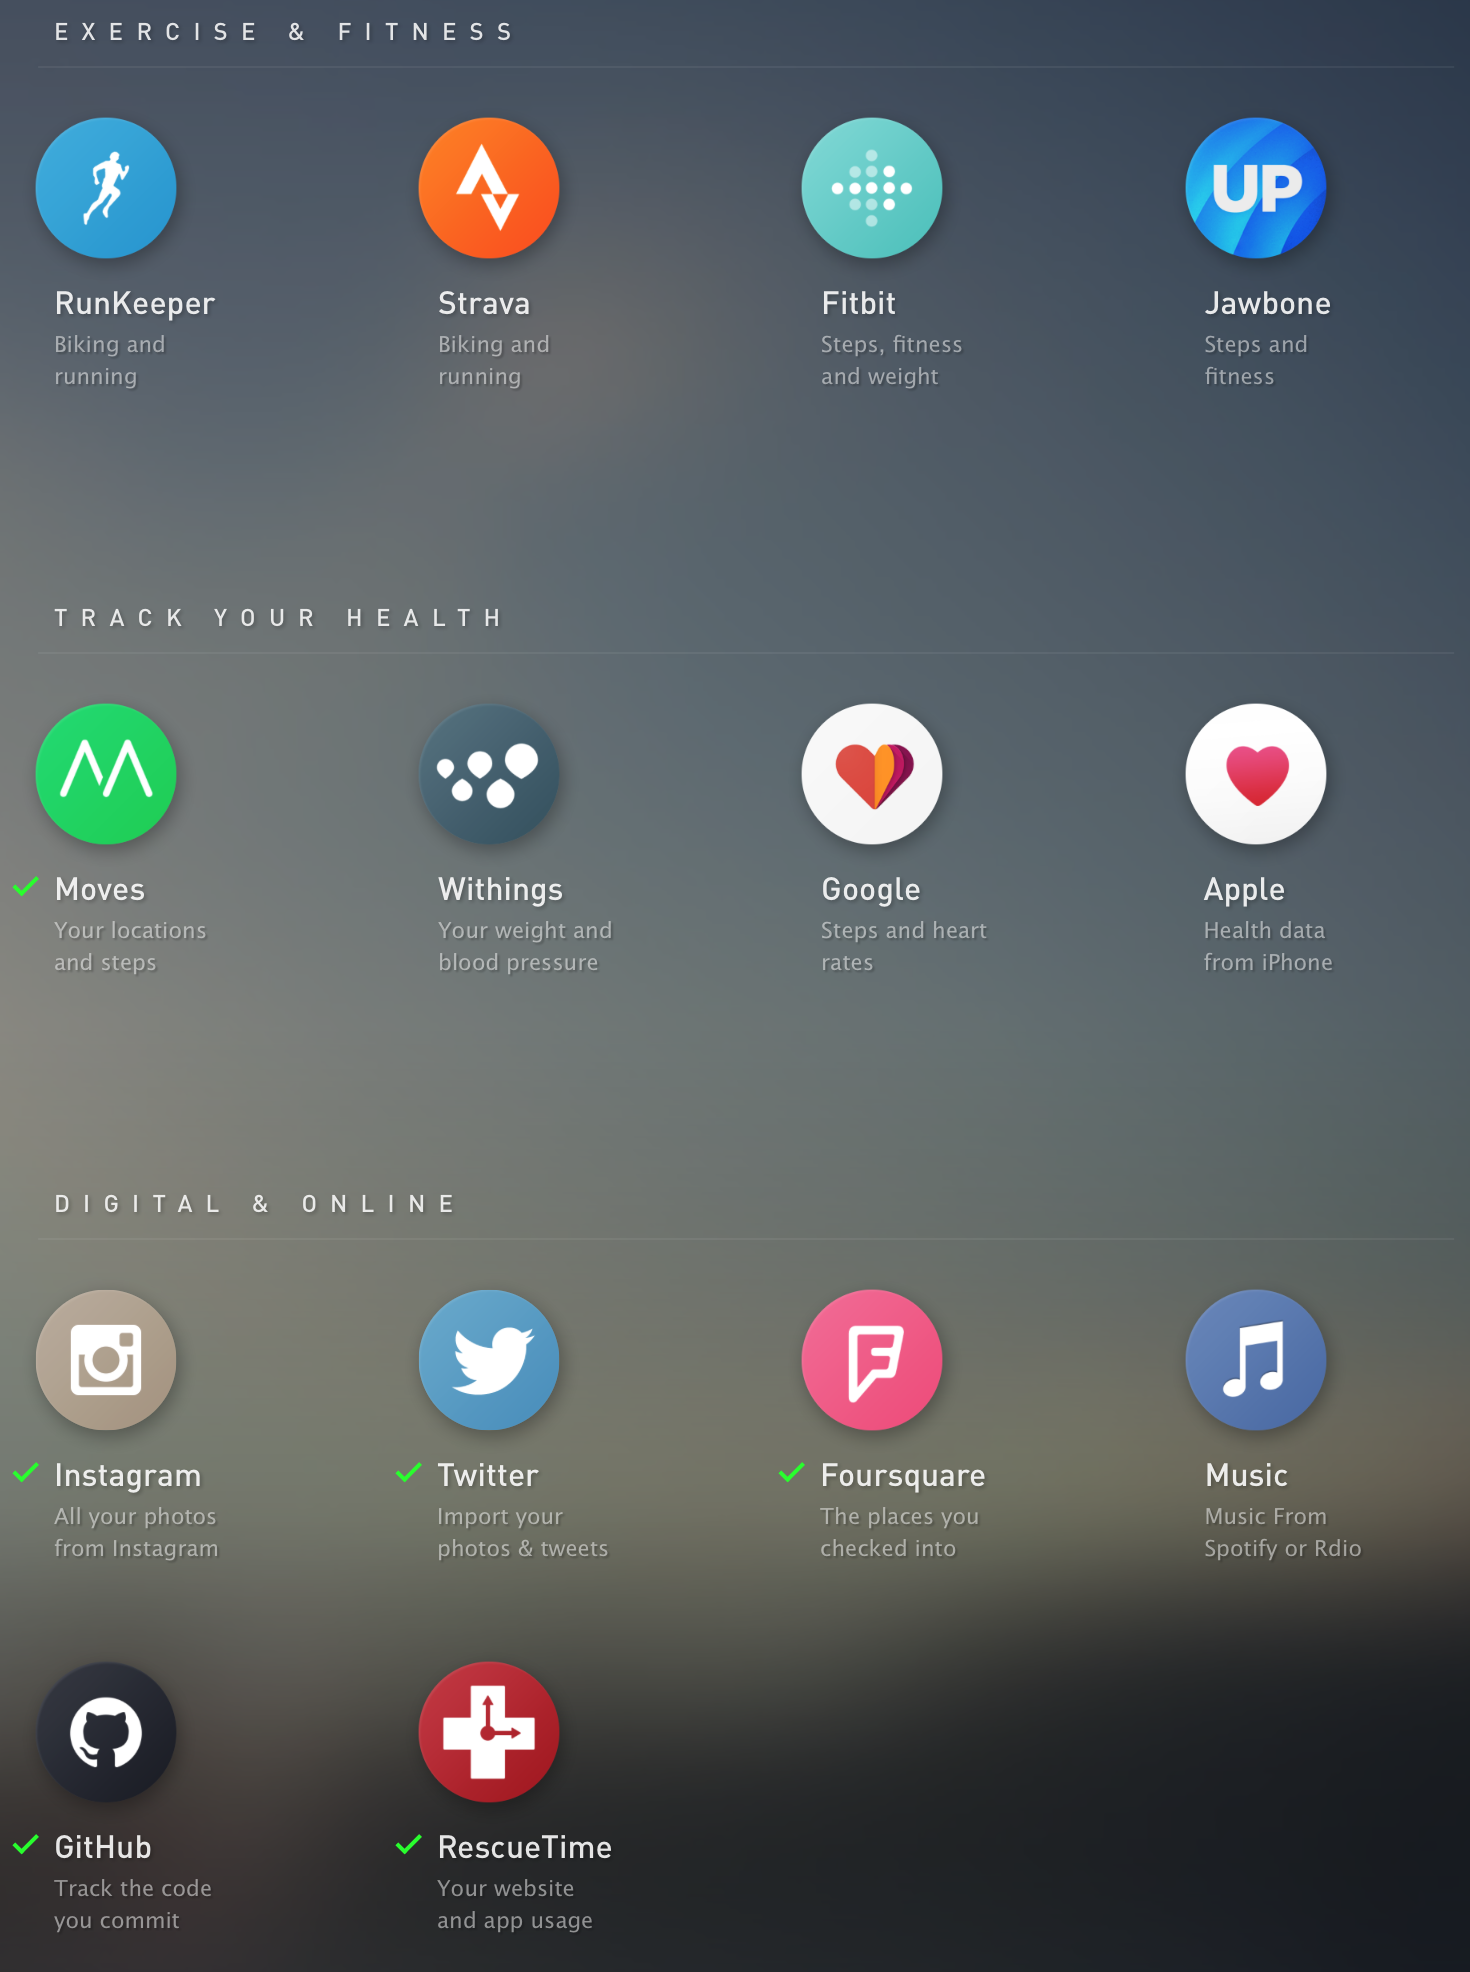 EXERCISE & FITNESS
UP
RunKeeper
Biking and
running
Strava
Biking and
running
Fitbit
Steps, fitness
and weight
Jawbone
Steps and
fitness
TRACK YOUR HEALTH
Moves
Your locations
and steps
Withings
Your weight and
blood pressure
Google
Steps and heart
rates
Apple
Health data
from iPhone
DIGITAL & ONLINE
Instagram
All your photos
from Instagram
Twitter
Import your
photos & tweets
Foursquare
The places you
checked into
Music
Music From
Spotify or Rdio
GitHub
Track the code
you commit
RescueTime
Your website
and app usage